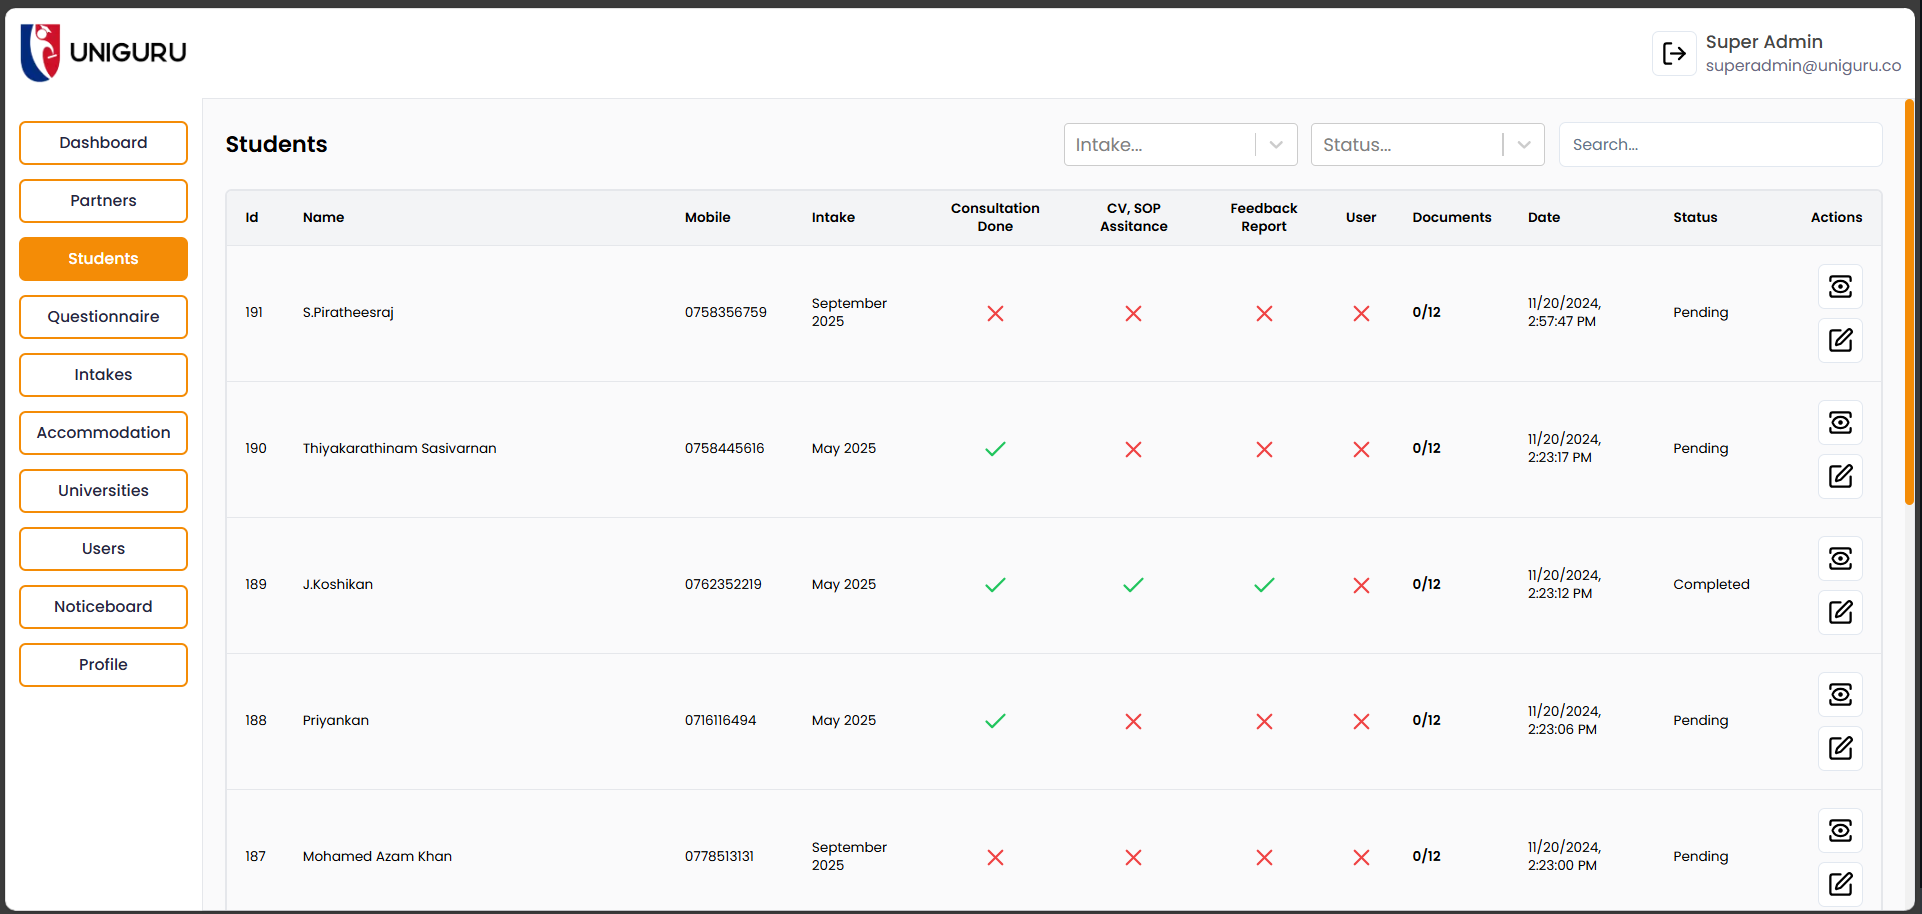 UNIGURU
Super Admin
superadmin@uniguru.co
Dashboard
Partners
Students
Questionnaire
Intakes
Accommodation
Universities
Users
Noticeboard
Profile
Students
Intake...
Status...
Search...
Id Name Mobile Intake Consultation Done CV, SOP Assitance Feedback Report User Documents Date Status Actions
191 S.Piratheesraj 0758356759 September 2025 0/12 11/20/2024, 2:57:47 PM Pending
190 Thiyakarathinam Sasivarnan 0758445616 May 2025 0/12 11/20/2024, 2:23:17 PM Pending
189 J.Koshikan 0762352219 May 2025 0/12 11/20/2024, 2:23:12 PM Completed
188 Priyankan 0716116494 May 2025 0/12 11/20/2024, 2:23:06 PM Pending
187 Mohamed Azam Khan 0778513131 September 2025 0/12 11/20/2024, 2:23:00 PM Pending